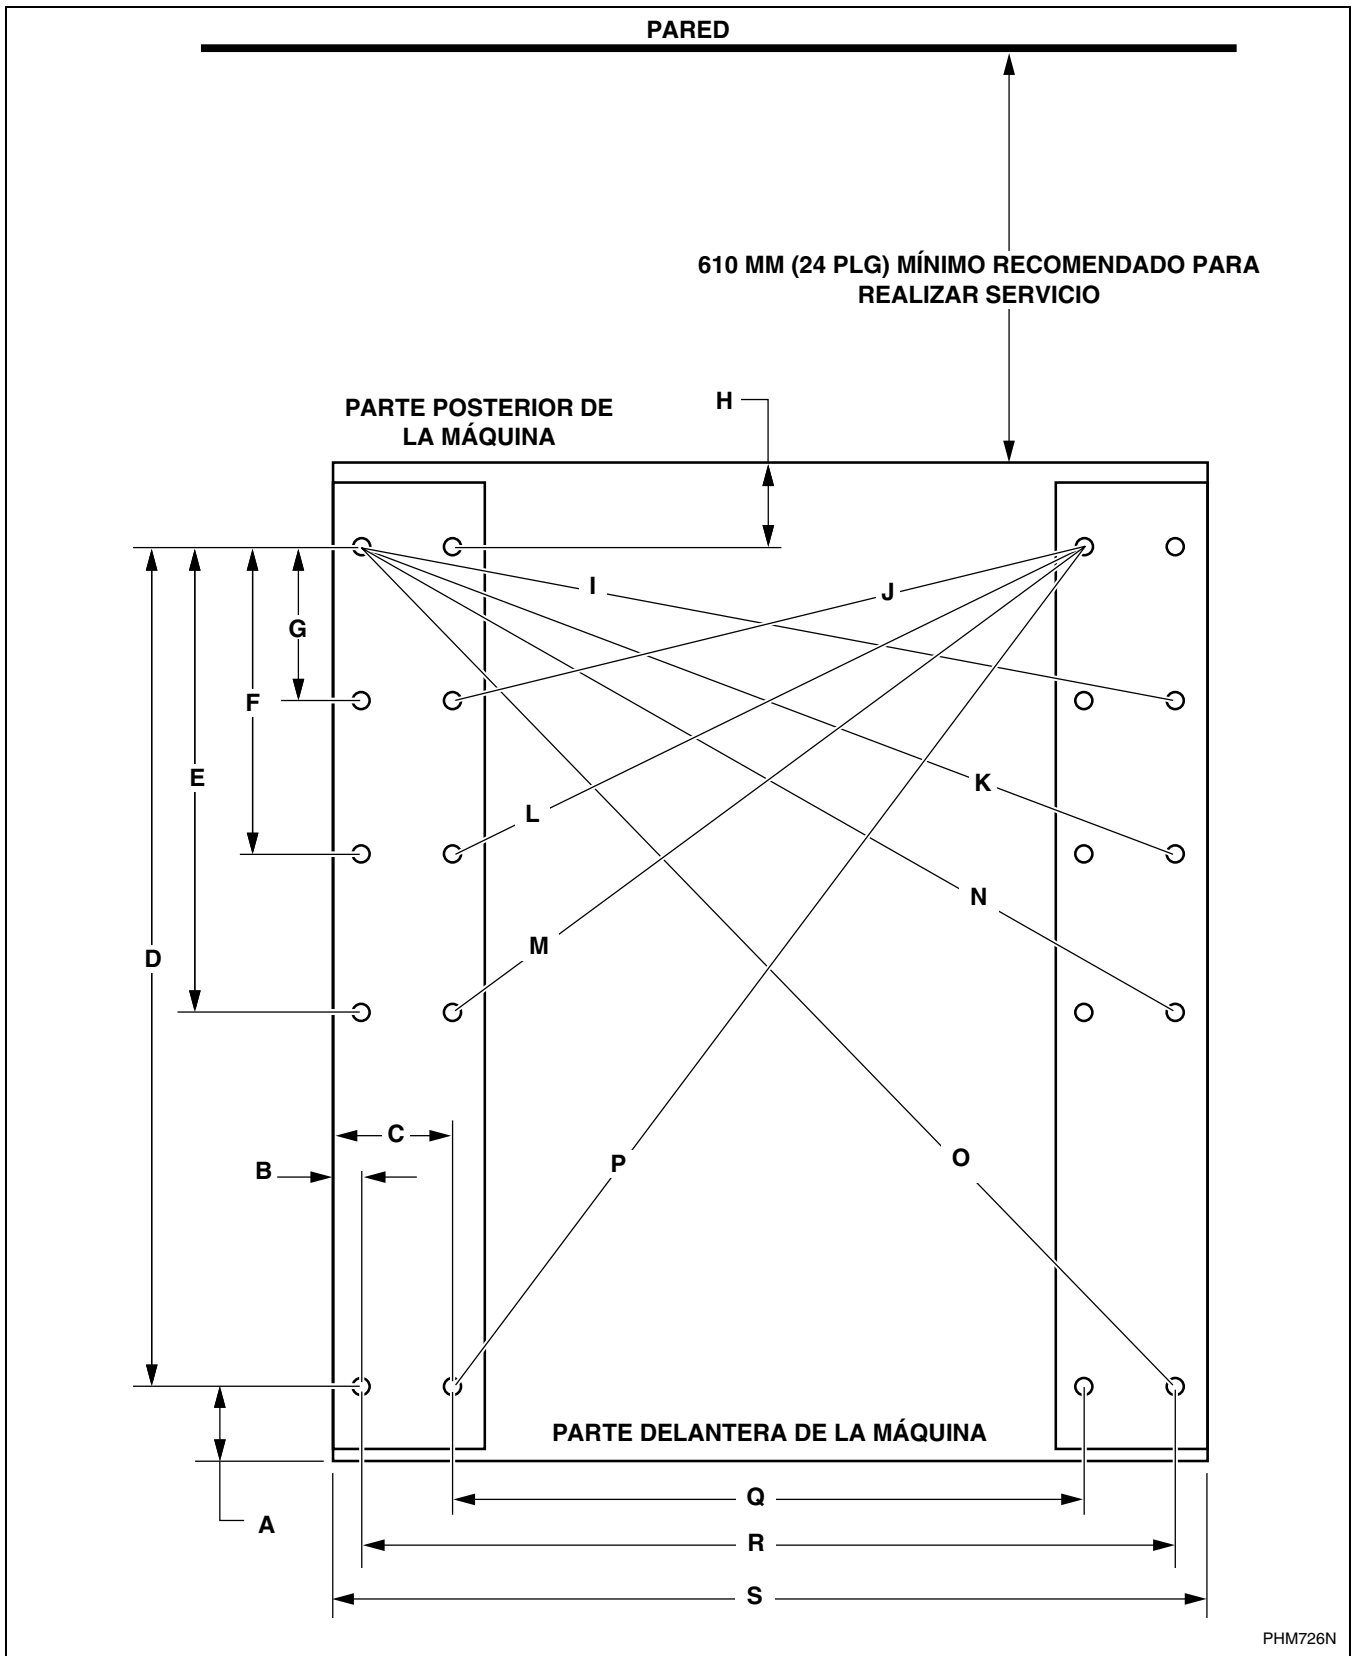 PARED
610 MM (24 PLG) MÍNIMO RECOMENDADO PARA
REALIZAR SERVICIO
PARTE POSTERIOR DE
LA MÁQUINA
H
I
J
G
F
E
K
L
N
M
D
C
B
P
O
PARTE DELANTERA DE LA MÁQUINA
Q
A
R
S
PHM726N